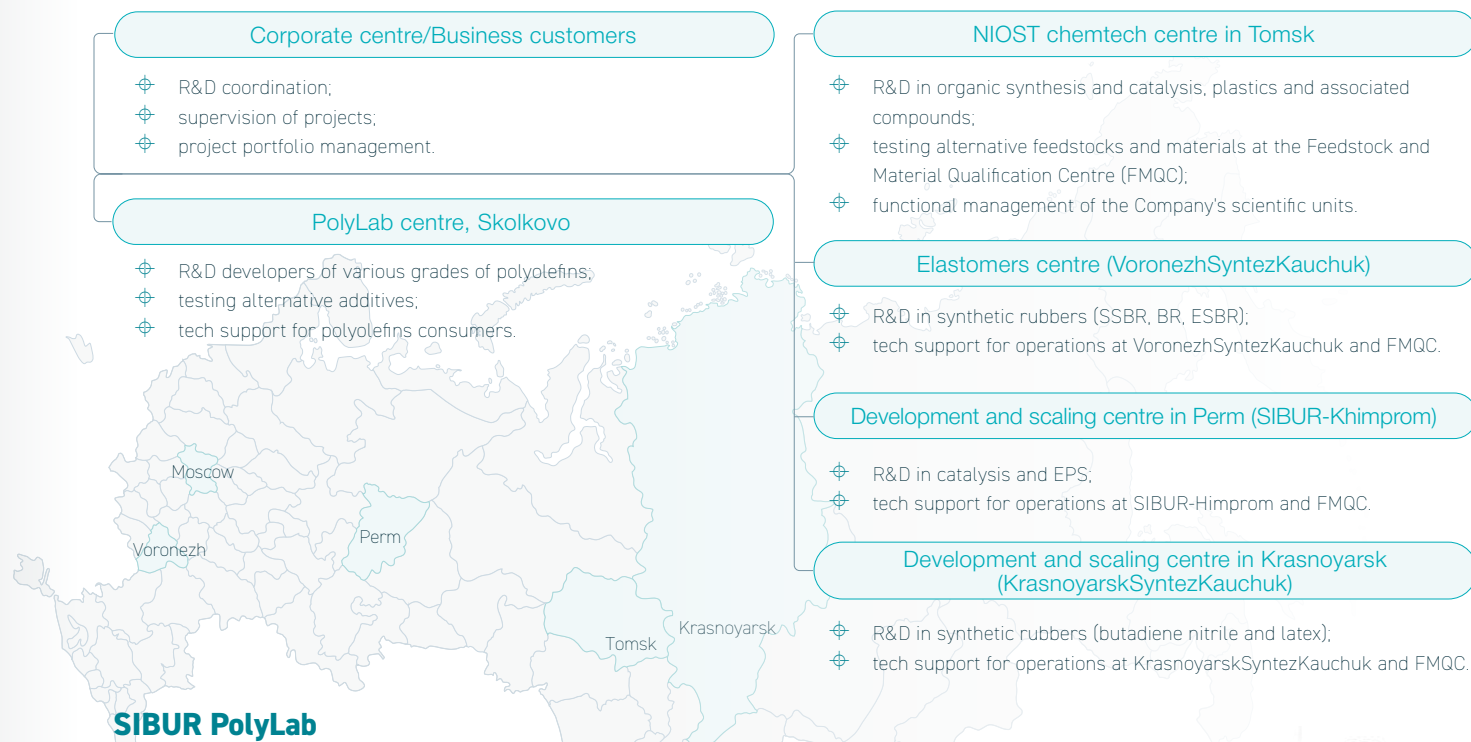 Corporate centre/Business customers
R&D coordination;
supervision of projects;
project portfolio management.
PolyLab centre, Skolkovo
R&D developers of various grades of polyolefins;
testing alternative additives;
tech support for polyolefins consumers.
NIOST chemtech centre in Tomsk
R&D in organic synthesis and catalysis, plastics and associated
compounds;
testing alternative feedstocks and materials at the Feedstock and
Material Qualification Centre (FMQC);
functional management of the Company's scientific units.
Elastomers centre (VoronezhSyntezKauchuk)
R&D in synthetic rubbers (SSBR, BR, ESBR);
tech support for operations at VoronezhSyntezKauchuk and FMQC.
Development and scaling centre in Perm (SIBUR-Khimprom)
R&D in catalysis and EPS;
tech support for operations at SIBUR-Himprom and FMQC.
Development and scaling centre in Krasnoyarsk
(KrasnoyarskSyntezKauchuk)
R&D in synthetic rubbers (butadiene nitrile and latex);
tech support for operations at KrasnoyarskSyntezKauchuk and FMQC.
Moscow
Voronezh
Perm
Tomsk
Krasnoyarsk
SIBUR PolyLab